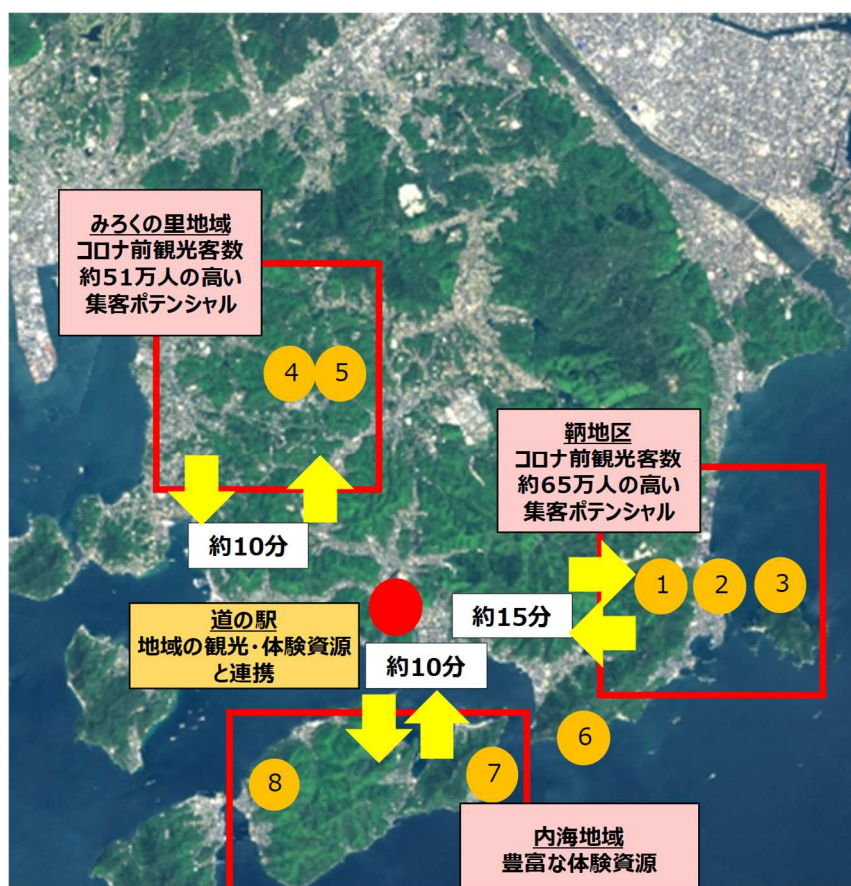 みろくの里地域
コロナ前観光客数
約51万人の高い
集客ポテンシャル
4
5
鞆地区
コロナ前観光客数
約65万人の高い
集客ポテンシャル
約10分
1
2
3
道の駅
地域の観光・体験資源
と連携
約15分
約10分
6
7
8
内海地域
豊富な体験資源